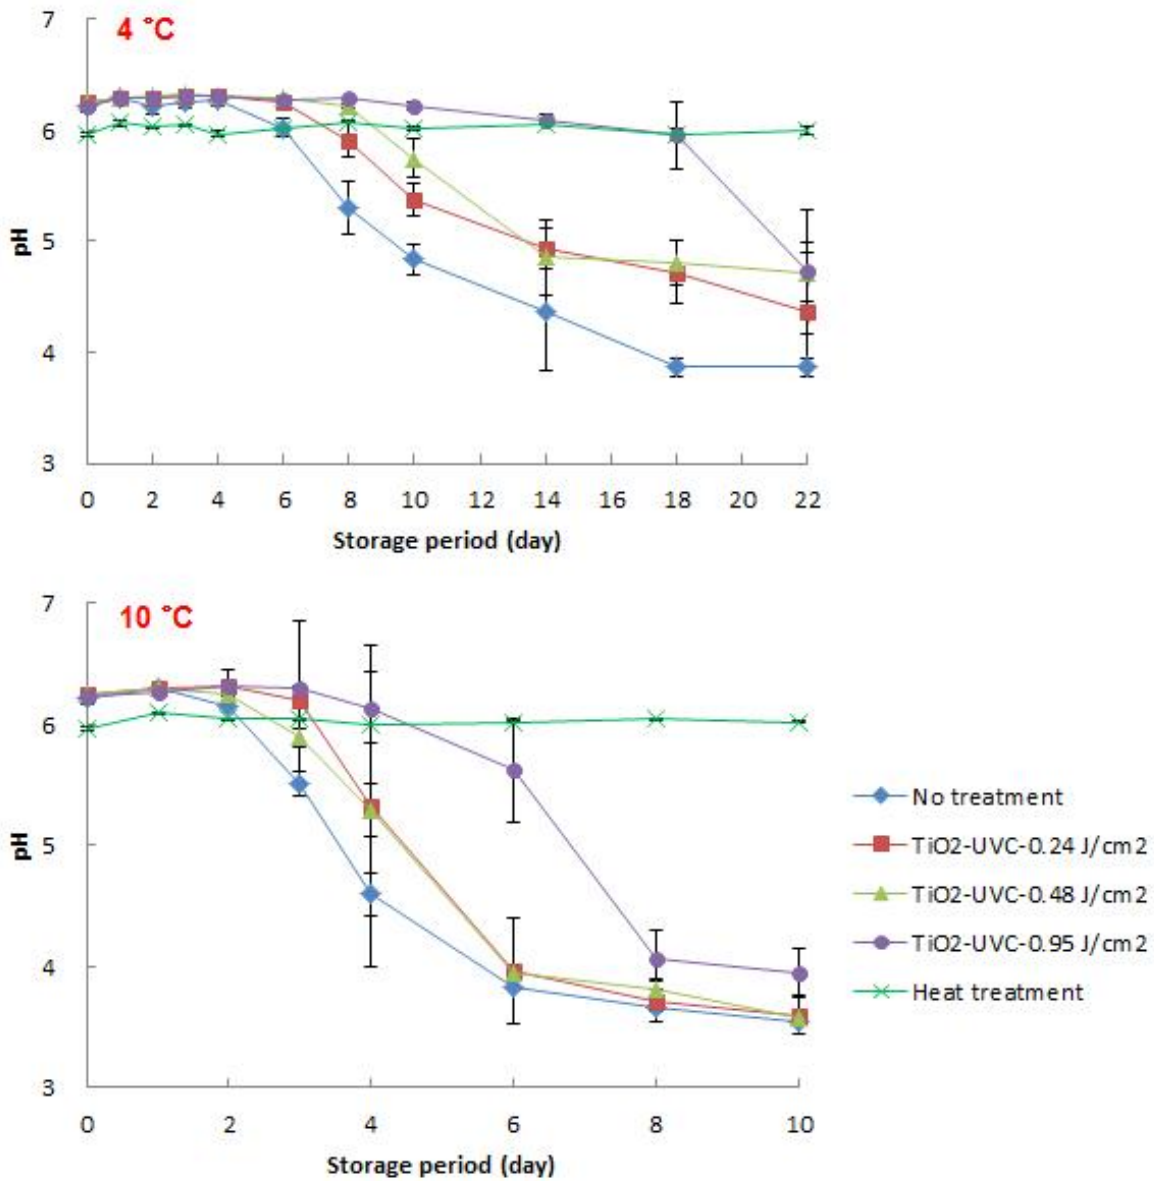 4 °C
7
6
5
4
3
pH
0 2 4 6 8 10 12 14 16 18 20 22
Storage period (day)
10 °C
7
6
5
4
3
pH
0 2 4 6 8 10
Storage period (day)
No treatment
TiO2-UVC-0.24 J/cm2
TiO2-UVC-0.48 J/cm2
TiO2-UVC-0.95 J/cm2
Heat treatment